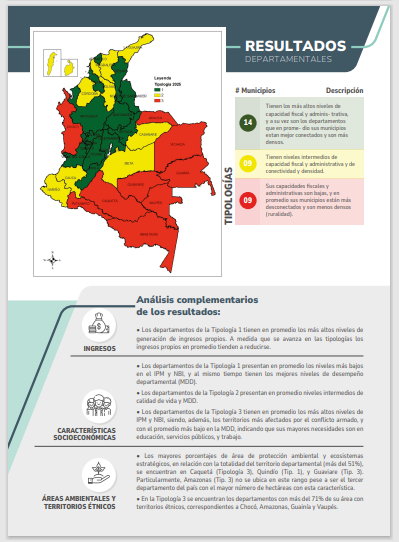 RESULTADOS
DEPARTAMENTALES
Leyenda
Tipología 2025
1
2
3
# Municipios
Descripción
TIPOLOGÍAS
14
Tienen los más altos niveles de
capacidad fiscal y adminis- trativa,
y a su vez son los departamentos
que en prome- dio sus municipios
están mejor conectados y son más
densos.
09
Tienen niveles intermedios de
capacidad fiscal y administrativa y de
conectividad y densidad.
09
Sus capacidades fiscales y
administrativas son bajas, y en
promedio sus municipios están más
desconectados y son menos densos
(ruralidad).
Análisis complementarios
de los resultados:
INGRESOS
• Los departamentos de la Tipología 1 tienen en promedio los más altos niveles de
generación de ingresos propios. A medida que se avanza en las tipologías los
ingresos propios en promedio tienden a reducirse.
CARACTERÍSTICAS
SOCIOECONÓMICAS
• Los departamentos de la Tipología 1 presentan en promedio los niveles más bajos
en el IPM y NBI, y al mismo tiempo tienen los mejores niveles de desempeño
departamental (MDD).
• Los departamentos de la Tipología 2 presentan en promedio niveles intermedios de
calidad de vida y MDD.
• Los departamentos de la Tipología 3 tienen en promedio los más altos niveles de
IPM y NBI, siendo, además, los territorios más afectados por el conflicto armado, y
con el promedio más bajo en la MDD, indicando que sus mayores necesidades son en
educación, servicios públicos, y trabajo.
ÁREAS AMBIENTALES Y
TERRITORIOS ÉTNICOS
• Los mayores porcentajes de área de protección ambiental y ecosistemas
estratégicos, en relación con la totalidad del territorio departamental (más del 51%),
se encuentran en Caquetá (Tipología 3), Quindío (Tip. 1), y Guaviare (Tip. 3).
Particularmente, Amazonas (Tip. 3) no se ubica en este rango pese a ser el tercer
departamento del país con el mayor número de hectáreas con esta característica.
• En la Tipología 3 se encuentran los departamentos con más del 71% de su área con
territorios étnicos, correspondientes a Chocó, Amazonas, Guainía y Vaupés.